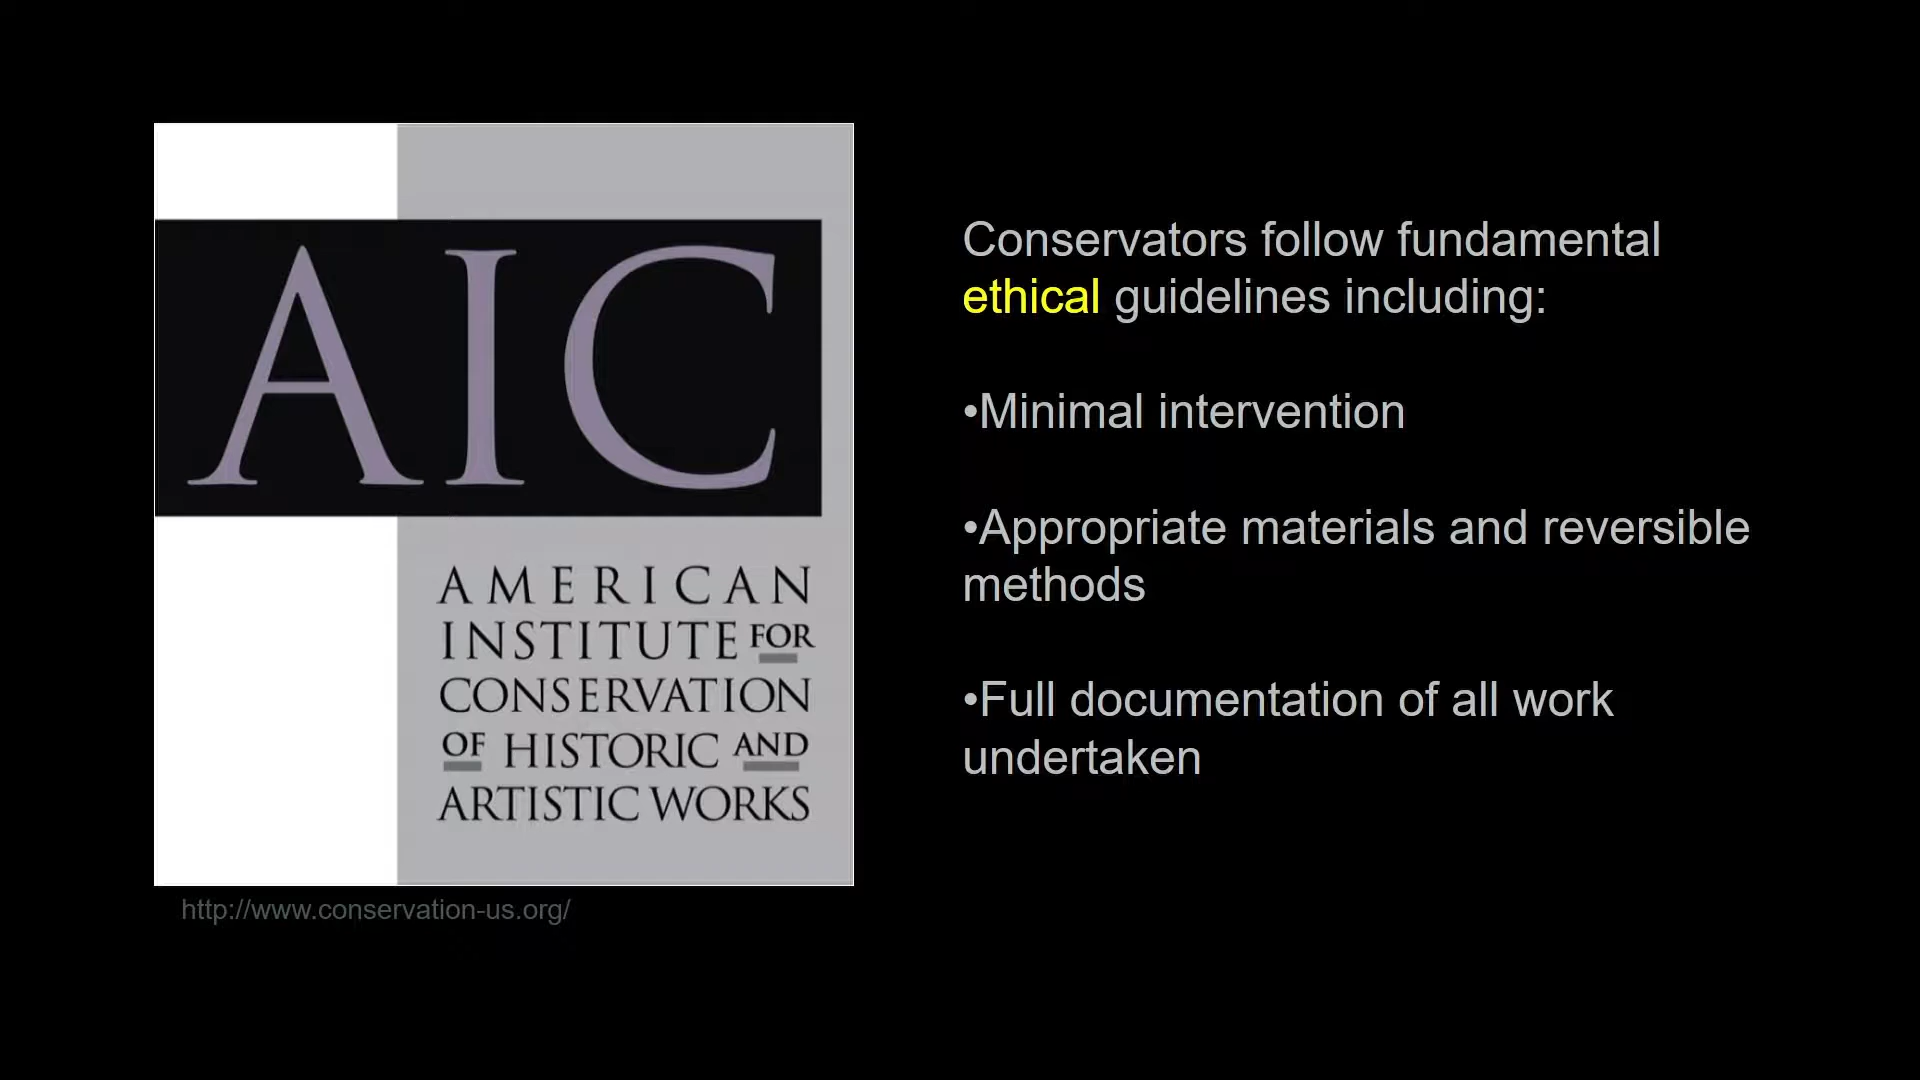 AIC
AMERICAN
INSTITUTE FOR
CONSERVATION
OF HISTORIC AND
ARTISTIC WORKS
http://www.conservation-us.org/
Conservators follow fundamental
ethical guidelines including:
•Minimal intervention
•Appropriate materials and reversible
methods
•Full documentation of all work
undertaken